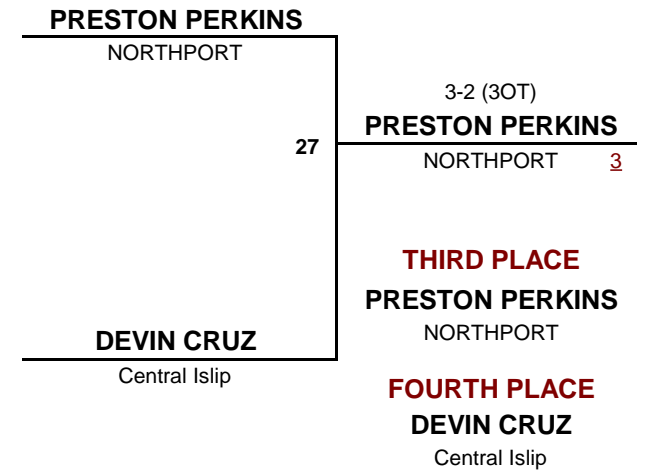 PRESTON PERKINS
NORTHPORT
3-2 (3OT)
PRESTON PERKINS
27
NORTHPORT 3
THIRD PLACE
PRESTON PERKINS
NORTHPORT
DEVIN CRUZ
Central Islip
FOURTH PLACE
DEVIN CRUZ
Central Islip